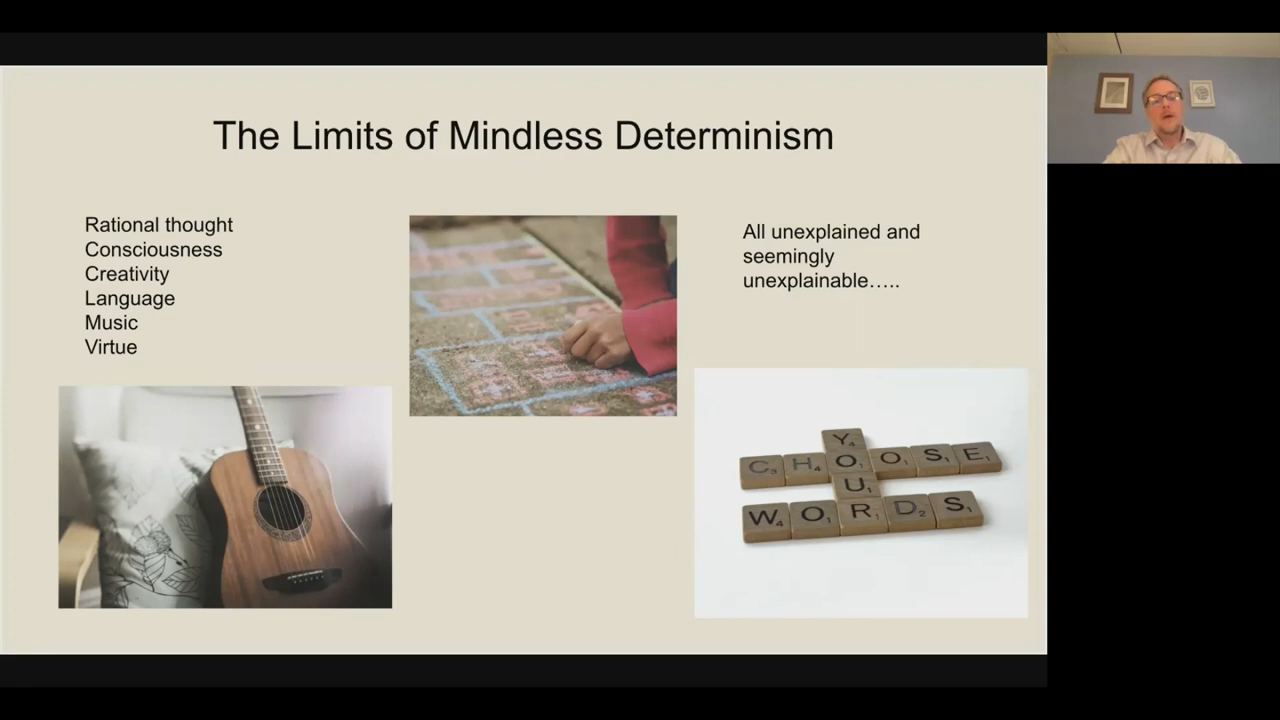 The Limits of Mindless Determinism
Rational thought
Consciousness
Creativity
Language
Music
Virtue
All unexplained and
seemingly
unexplainable…..
CHOOSE
YOUR
WORDS